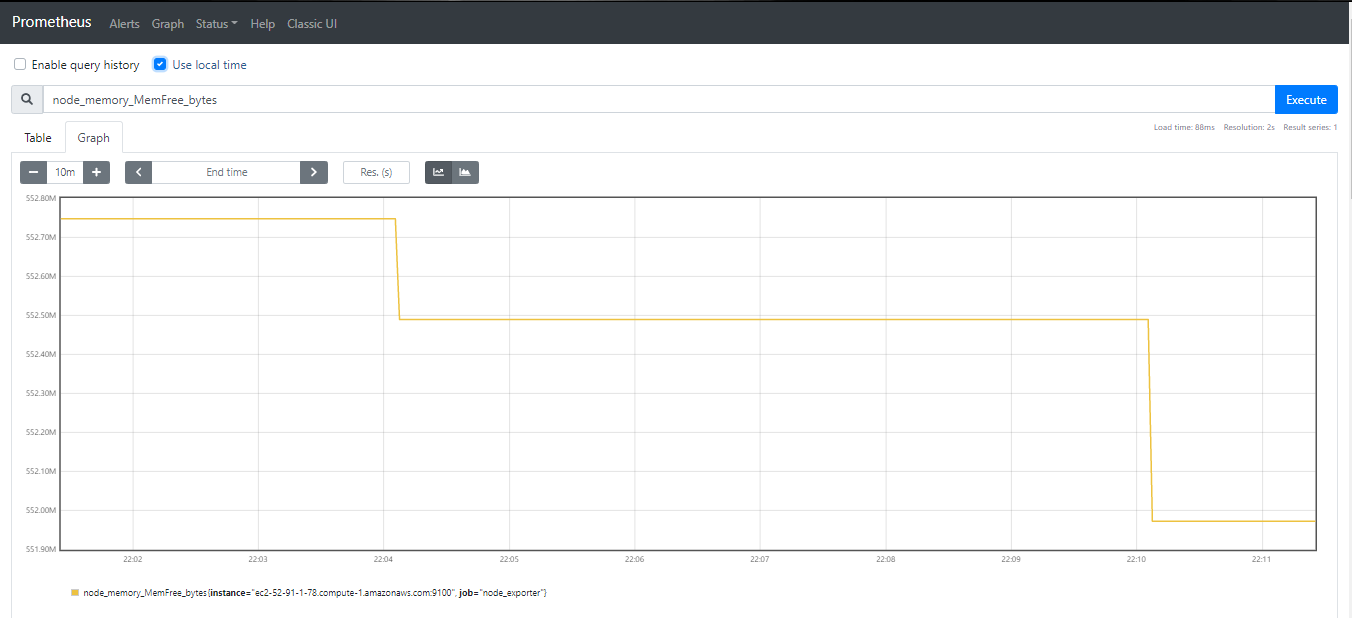 Prometheus Alerts Graph Status Help Classic UI
Enable query history Use local time
node_memory_MemFree_bytes Execute
Load time: 88ms Resolution: 2s Result series: 1
Table Graph
10m End time Res. (s)
552.80M
552.70M
552.60M
552.50M
552.40M
552.30M
552.20M
552.10M
552.00M
551.90M
22:02 22:03 22:04 22:05 22:06 22:07 22:08 22:09 22:10 22:11
node_memory_MemFree_bytes{instance="ec2-52-91-1-78.compute-1.amazonaws.com:9100", job="node_exporter"}